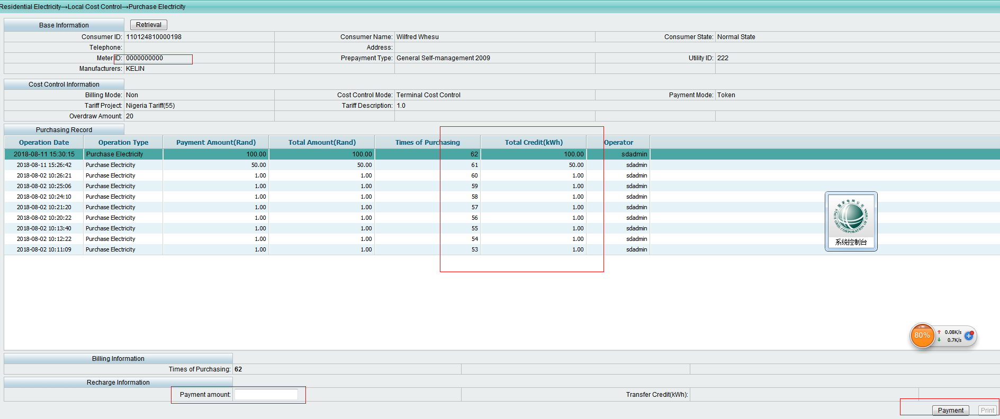 Residential Electricity→Local Cost Control→Purchase Electricity
Base Information Retrieval
Consumer ID: 110124810000198 Consumer Name: Wilfred Whesu Consumer State: Normal State
Telephone: Address:
Meter ID: 0000000000 Prepayment Type: General Self-management 2009 Utility ID: 222
Manufacturers: KELIN
Cost Control Information
Billing Mode: Non Cost Control Mode: Terminal Cost Control Payment Mode: Token
Tariff Project: Nigeria Tariff(55) Tariff Description: 1.0
Overdraw Amount: 20
Purchasing Record
Operation Date Operation Type Payment Amount(Rand) Total Amount(Rand) Times of Purchasing Total Credit(kWh) Operator
2018-08-11 15:30:15 Purchase Electricity 100.00 100.00 62 100.00 sdadmin
2018-08-11 15:26:42 Purchase Electricity 50.00 50.00 61 50.00 sdadmin
2018-08-02 10:26:21 Purchase Electricity 1.00 1.00 60 1.00 sdadmin
2018-08-02 10:25:06 Purchase Electricity 1.00 1.00 59 1.00 sdadmin
2018-08-02 10:24:10 Purchase Electricity 1.00 1.00 58 1.00 sdadmin
2018-08-02 10:21:20 Purchase Electricity 1.00 1.00 57 1.00 sdadmin
2018-08-02 10:20:22 Purchase Electricity 1.00 1.00 56 1.00 sdadmin
2018-08-02 10:13:40 Purchase Electricity 1.00 1.00 55 1.00 sdadmin
2018-08-02 10:12:22 Purchase Electricity 1.00 1.00 54 1.00 sdadmin
2018-08-02 10:11:09 Purchase Electricity 1.00 1.00 53 1.00 sdadmin
国家电网公司
STATE GRID CORPORATION OF CHINA
系统控制台
80% 0.08K/s
0.7K/s
Billing Information
Times of Purchasing: 62
Recharge Information
Payment amount: Transfer Credit(kWh):
Payment Print